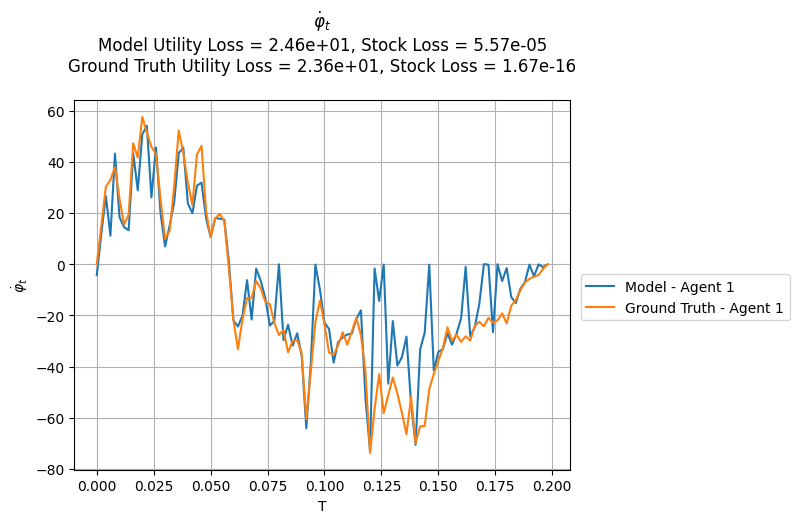 φ̇ₜ
Model Utility Loss = 2.46e+01, Stock Loss = 5.57e-05
Ground Truth Utility Loss = 2.36e+01, Stock Loss = 1.67e-16
60
40
20
0
−20
−40
−60
−80
φ̇ₜ
0.000 0.025 0.050 0.075 0.100 0.125 0.150 0.175 0.200
T
Model - Agent 1
Ground Truth - Agent 1